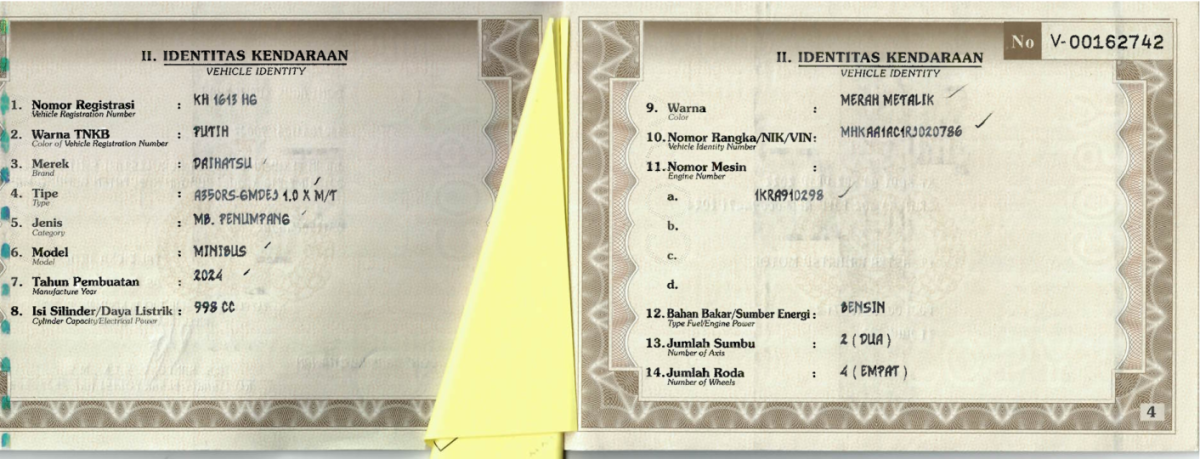 II. IDENTITAS KENDARAAN
VEHICLE IDENTITY
1. Nomor Registrasi : KH 1613 HG
Vehicle Registration Number
2. Warna TNKB : PUTIH
Color of Vehicle Registration Number
3. Merek : DAIHATSU
Brand
4. Tipe : A350RS-GMDEJ 1.0 X M/T
Type
5. Jenis : MB. PENUMPANG
Category
6. Model : MINIBUS
Model
7. Tahun Pembuatan : 2024
Manufacture Year
8. Isi Silinder/Daya Listrik : 998 CC
Cylinder Capacity/Electrical Power
No V-00162742
II. IDENTITAS KENDARAAN
VEHICLE IDENTITY
9. Warna : MERAH METALIK
Color
10. Nomor Rangka/NIK/VIN: MHKAA1AC1RJ020786
Vehicle Identity Number
11. Nomor Mesin :
Engine Number
a. 1KRA910298
b.
c.
d.
12. Bahan Bakar/Sumber Energi : BENSIN
Type Fuel/Engine Power
13. Jumlah Sumbu : 2 ( DUA )
Number of Axis
14. Jumlah Roda : 4 ( EMPAT )
Number of Wheels
4